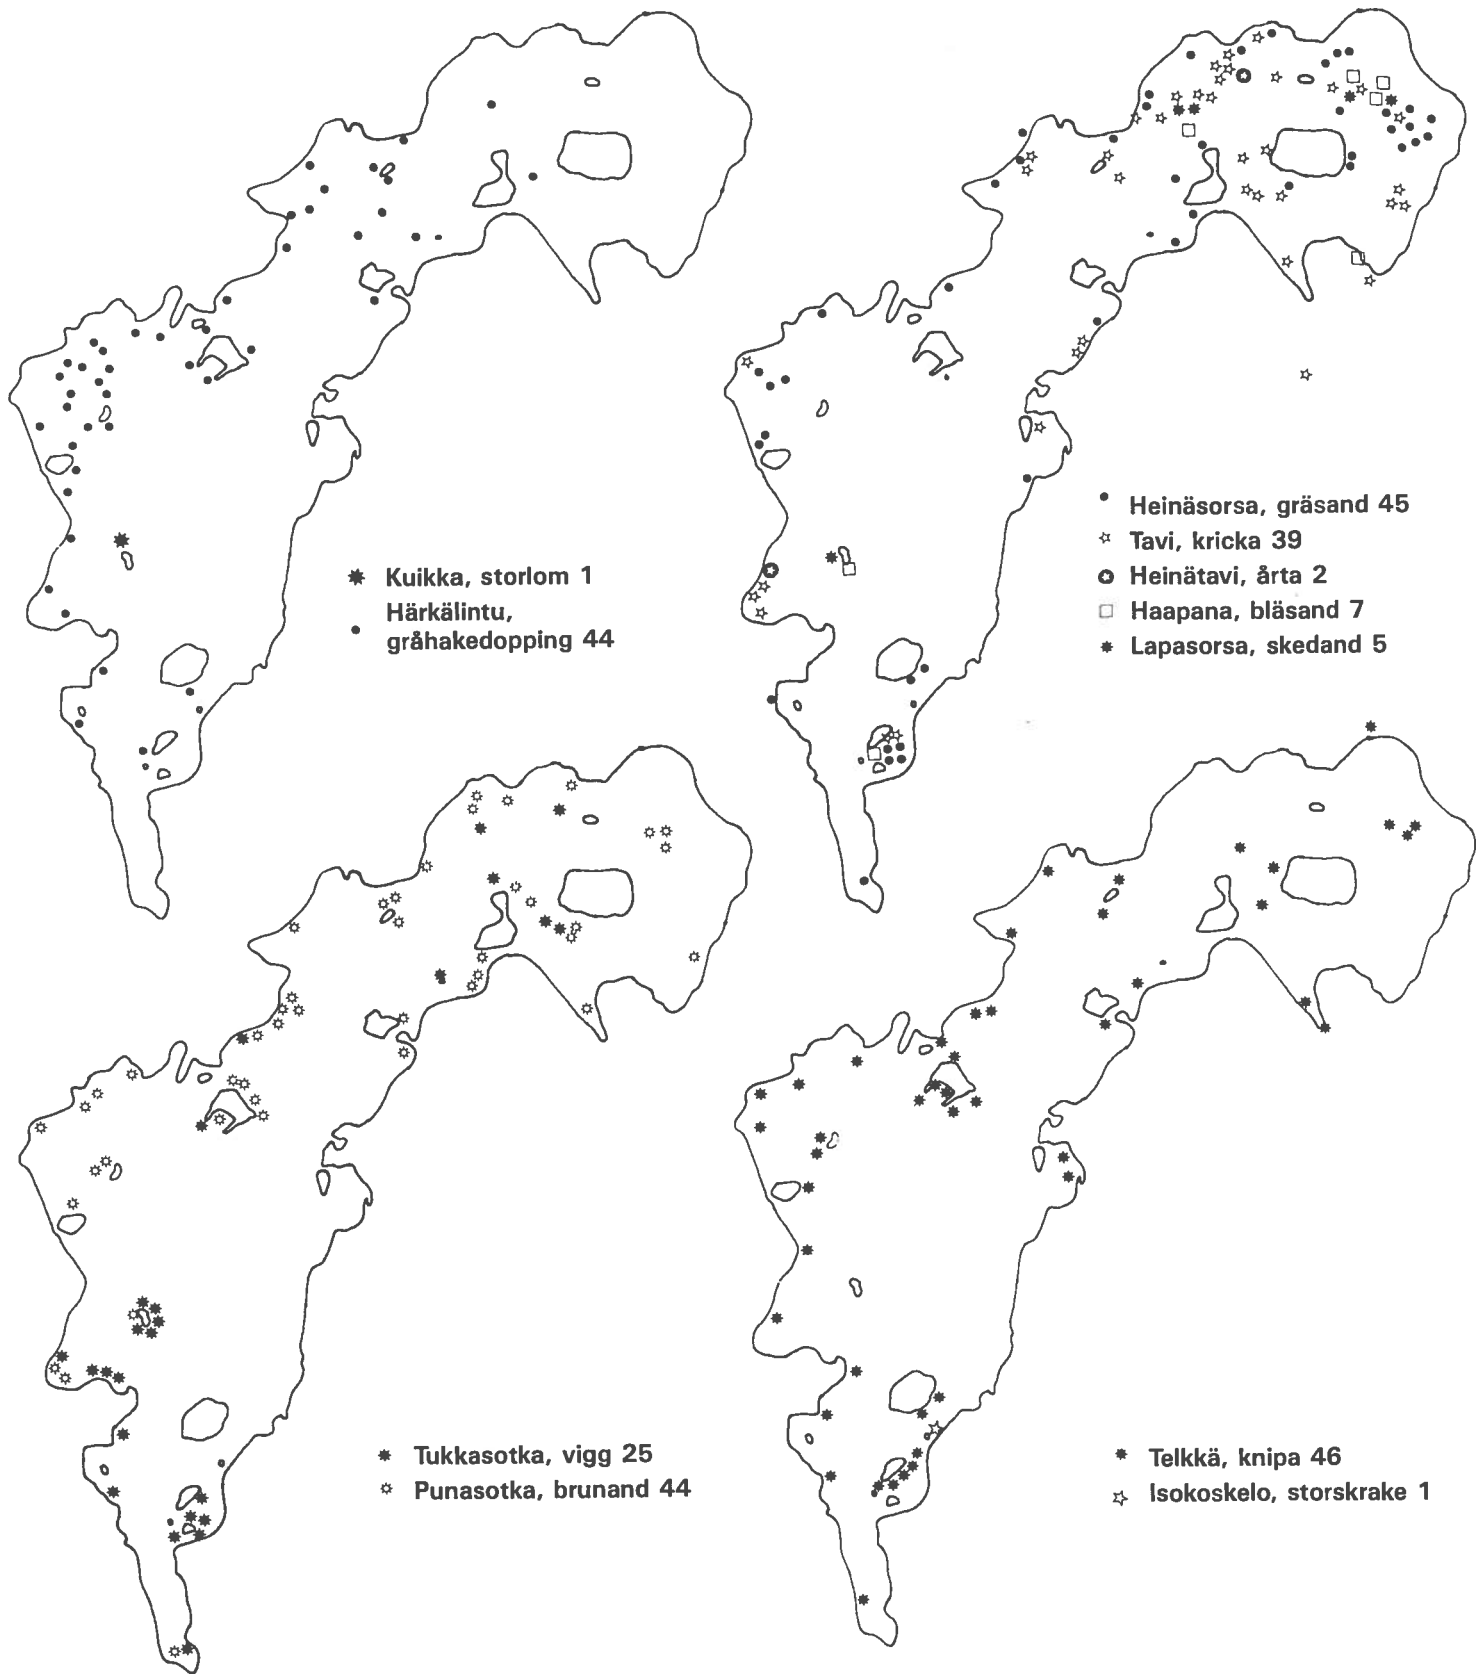 Kuikka, storlom 1
Härkälintu,
gråhakedopping 44
Heinäsorsa, gräsand 45
Tavi, kricka 39
Heinätavi, årta 2
Haapana, bläsand 7
Lapasorsa, skedand 5
Tukkasotka, vigg 25
Punasotka, brunand 44
Telkkä, knipa 46
Isokoskelo, storskrake 1